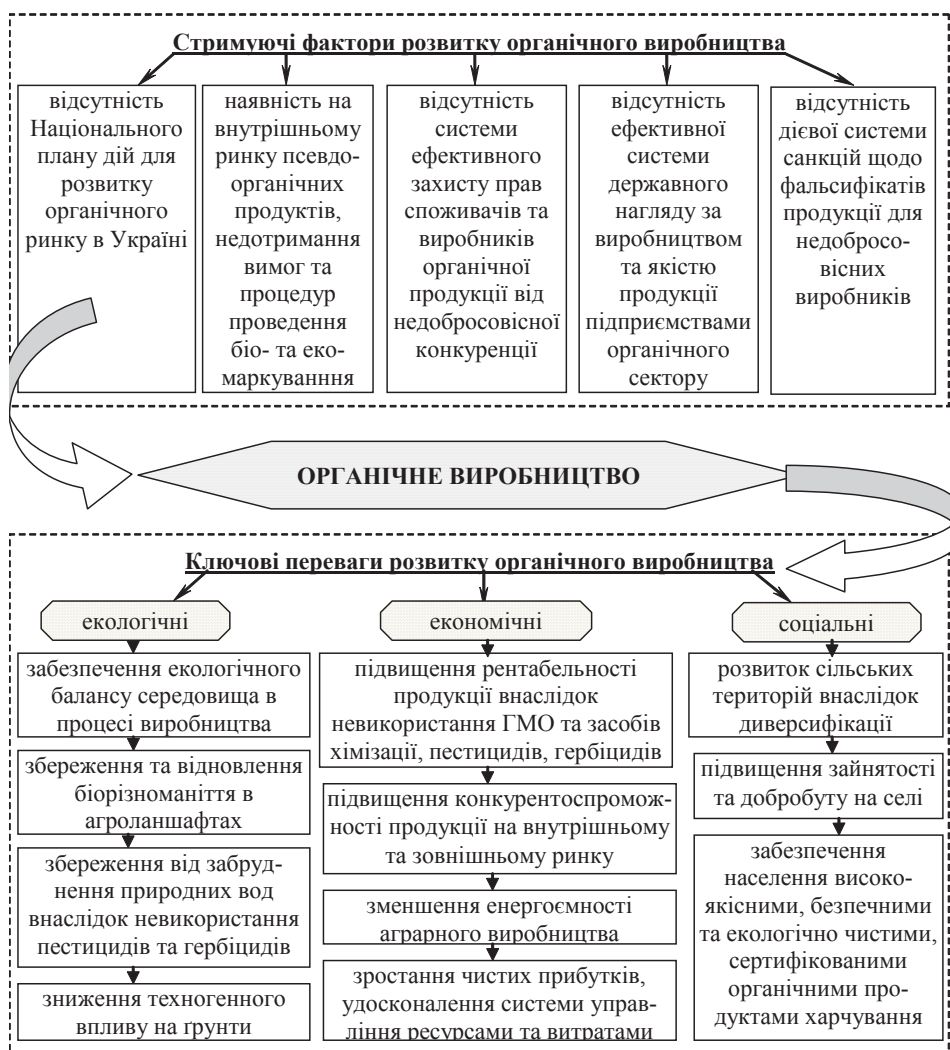 Стримуючі фактори розвитку органічного виробництва
відсутність
Національного
плану дій для
розвитку
органічного
ринку в Україні
наявність на
внутрішньому
ринку псевдо-
органічних
продуктів,
недотримання
вимог та
процедур
проведення
біо- та еко-
маркуванння
відсутність
системи
ефективного
захисту прав
споживачів та
виробників
органічної
продукції від
недобросовісної
конкуренції
відсутність
ефективної
системи
державного
нагляду за
виробництвом
та якістю
продукції
підприємствами
органічного
сектору
відсутність
дієвої системи
санкцій щодо
фальсифікатів
продукції для
недобросо-
вісних
виробників
ОРГАНІЧНЕ ВИРОБНИЦТВО
Ключові переваги розвитку органічного виробництва
екологічні
забезпечення екологічного
балансу середовища в
процесі виробництва
збереження та відновлення
біорізноманіття в
агроланшафтах
збереження від забруд-
нення природних вод
внаслідок невикористання
пестицидів та гербіцидів
зниження техногенного
впливу на ґрунти
економічні
підвищення рентабельності
продукції внаслідок
невикористання ГМО та засобів
хімізації, пестицидів, гербіцидів
підвищення конкурентоспромож-
ності продукції на внутрішньому
та зовнішньому ринку
зменшення енергоємності
аграрного виробництва
зростання чистих прибутків,
удосконалення системи управ-
ління ресурсами та витратами
соціальні
розвиток сільських
територій внаслідок
диверсифікації
підвищення зайнятості
та добробуту на селі
забезпечення
населення високо-
якісними, безпечними
та екологічно чистими,
сертифікованими
органічними про-
дуктами харчування